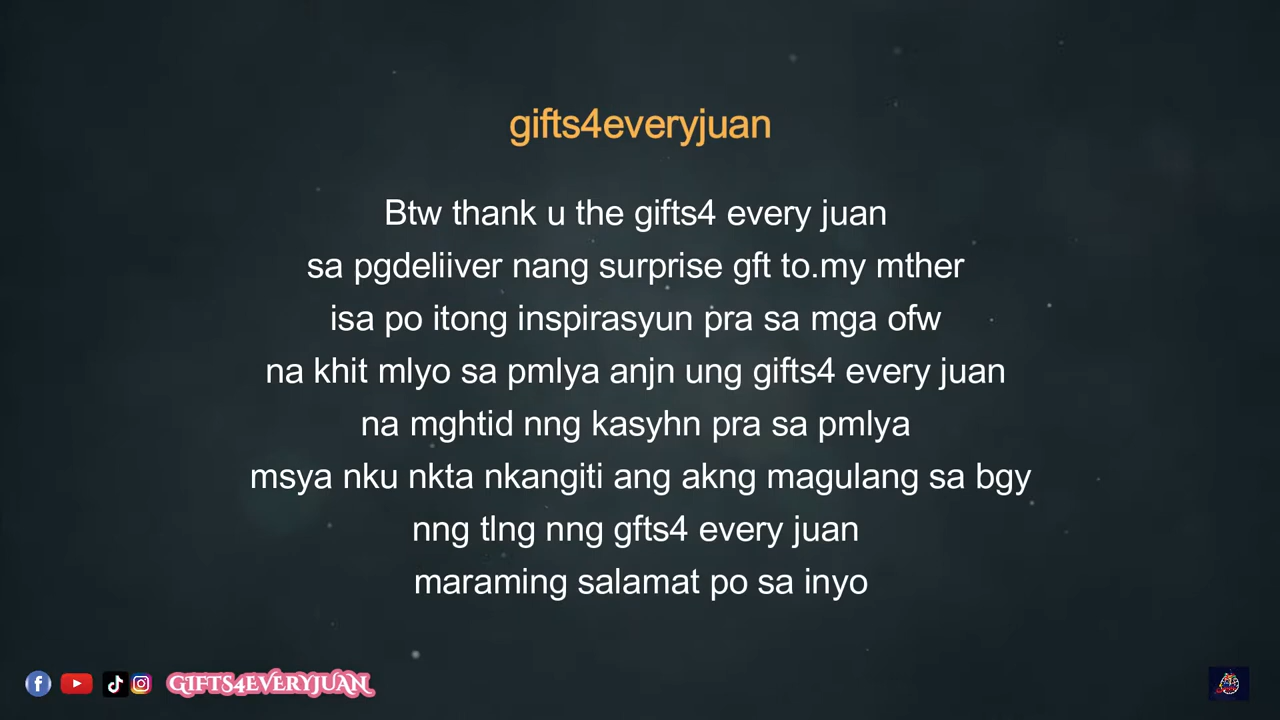 gifts4everyjuan
Btw thank u the gifts4 every juan
sa pgdeliiver nang surprise gft to.my mther
isa po itong inspirasyun pra sa mga ofw
na khit mlyo sa pmlya anjn ung gifts4 every juan
na mghtid nng kasyhn pra sa pmlya
msya nku nkta nkangiti ang akng magulang sa bgy
nng tlng nng gfts4 every juan
maraming salamat po sa inyo
GIFTS4EVERYJUAN